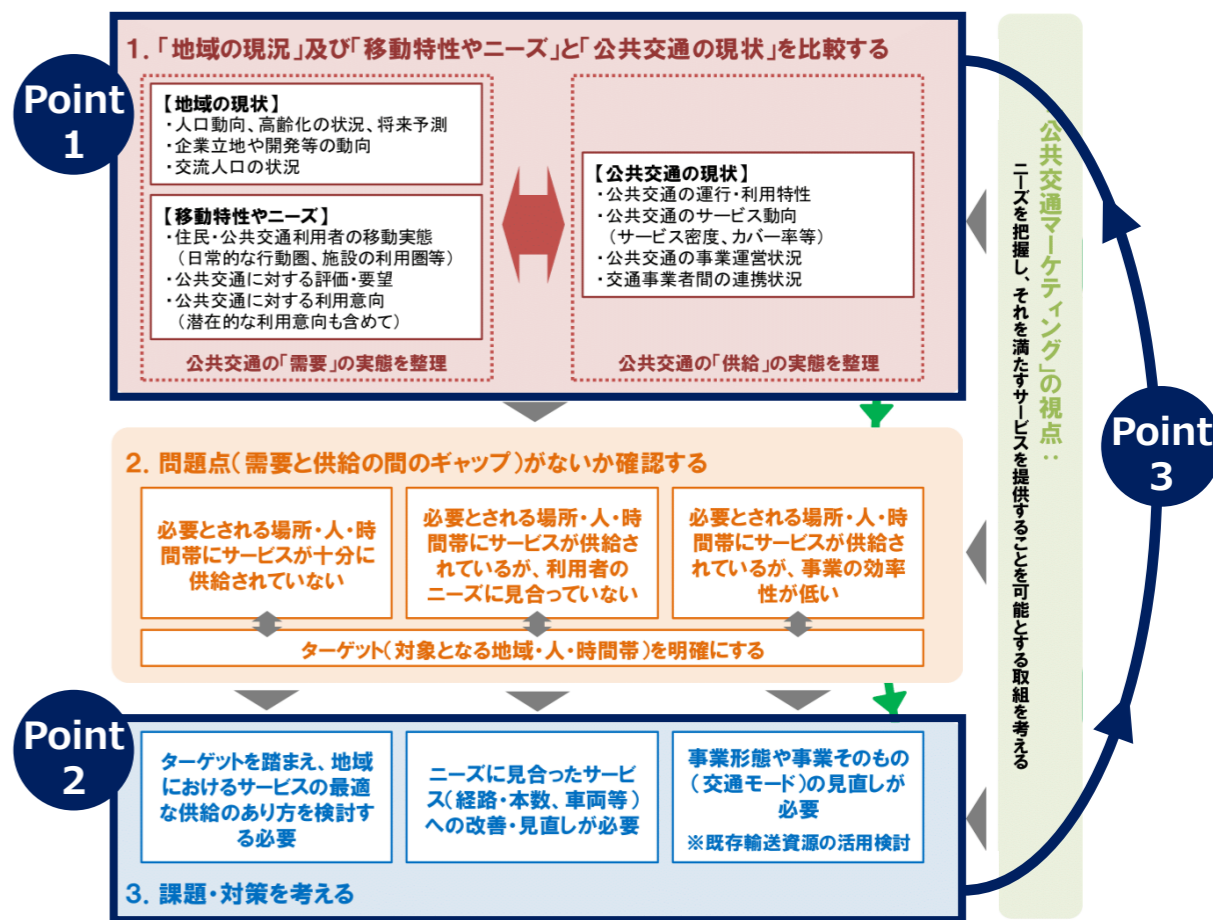 1.「地域の現況」及び「移動特性やニーズ」と「公共交通の現状」を比較する
Point
1
【地域の現状】
・人口動向、高齢化の状況、将来予測
・企業立地や開発等の動向
・交流人口の状況
【移動特性やニーズ】
・住民・公共交通利用者の移動実態
(日常的な行動圏、施設の利用圏等)
・公共交通に対する評価・要望
・公共交通に対する利用意向
(潜在的な利用意向も含めて)
公共交通の「需要」の実態を整理
【公共交通の現状】
・公共交通の運行・利用特性
・公共交通のサービス動向
(サービス密度、カバー率等)
・公共交通の事業運営状況
・交通事業者間の連携状況
公共交通の「供給」の実態を整理
2. 問題点(需要と供給の間のギャップ)がないか確認する
必要とされる場所・人・時
間帯にサービスが十分に
供給されていない
必要とされる場所・人・時
間帯にサービスが供給さ
れているが、利用者の
ニーズに見合っていない
必要とされる場所・人・時
間帯にサービスが供給さ
れているが、事業の効率
性が低い
ターゲット(対象となる地域・人・時間帯)を明確にする
Point
2
ターゲットを踏まえ、地域
におけるサービスの最適
な供給のあり方を検討す
る必要
ニーズに見合ったサービ
ス(経路・本数、車両等)
への改善・見直しが必要
事業形態や事業そのもの
(交通モード)の見直しが
必要
※既存輸送資源の活用検討
3. 課題・対策を考える
公共交通マーケティング」の視点:
ニーズを把握し、それを満たすサービスを提供することを可能とする取組を考える
Point
3